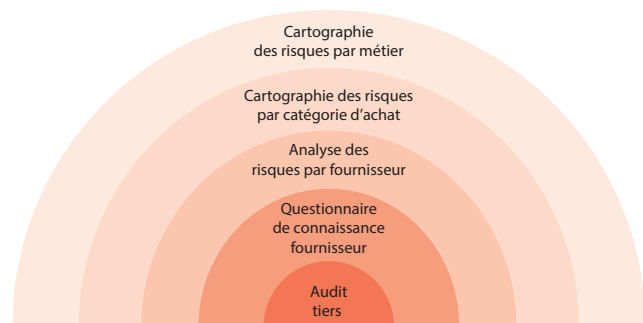 Cartographie
des risques par métier
Cartographie des risques
par catégorie d’achat
Analyse des
risques par fournisseur
Questionnaire
de connaissance
fournisseur
Audit
tiers